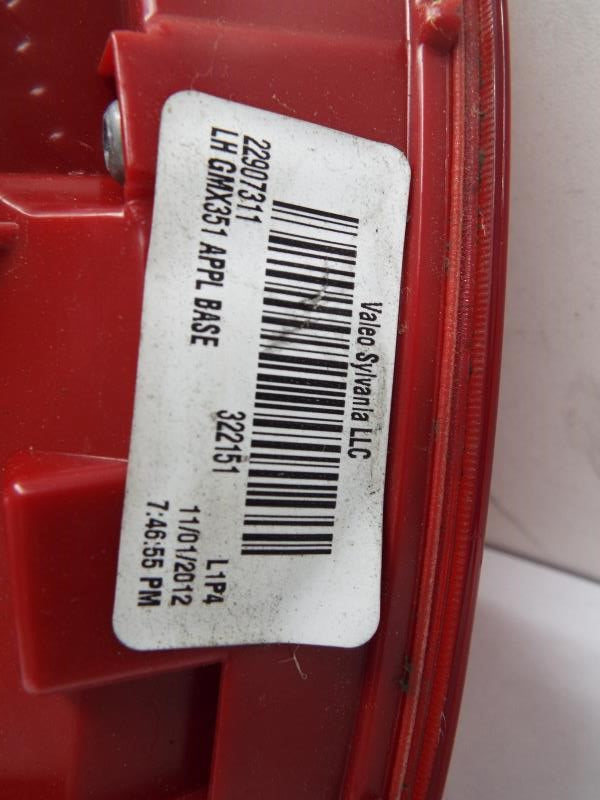 Valeo Sylvania LLC
22907311 322151 L1P4
LH GMX351 APPL BASE 11/01/2012
7:46:55 PM